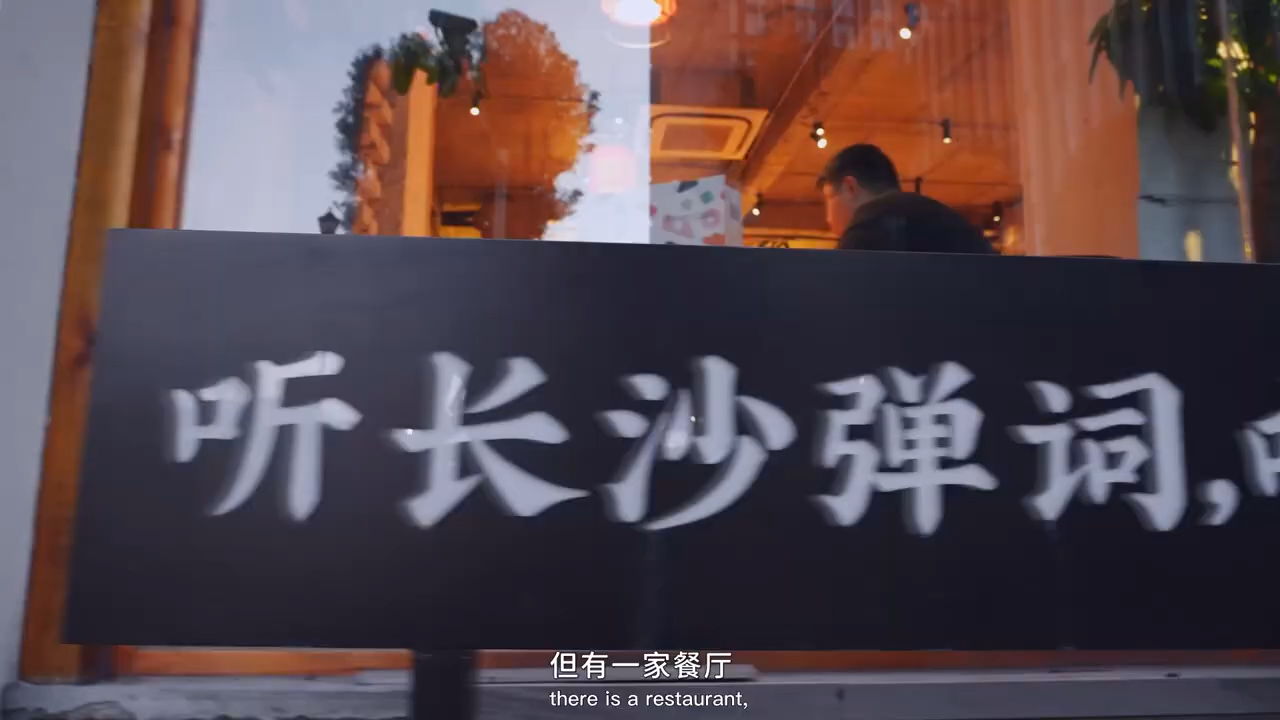 听长沙弹词,
但有一家餐厅
there is a restaurant,